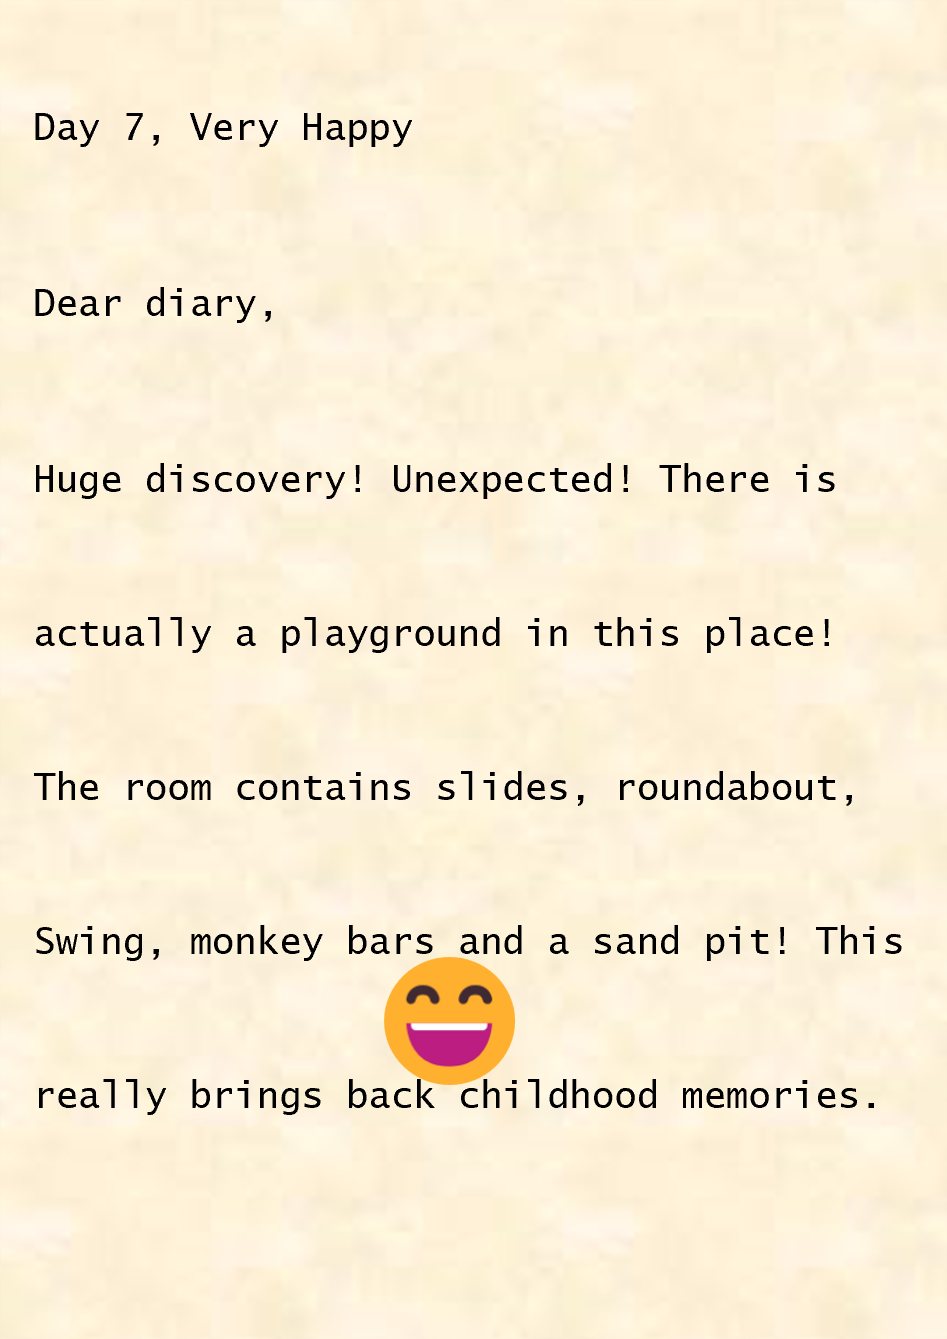 Day 7, Very Happy
Dear diary,
Huge discovery! Unexpected! There is
actually a playground in this place!
The room contains slides, roundabout,
Swing, monkey bars and a sand pit! This
really brings back childhood memories.